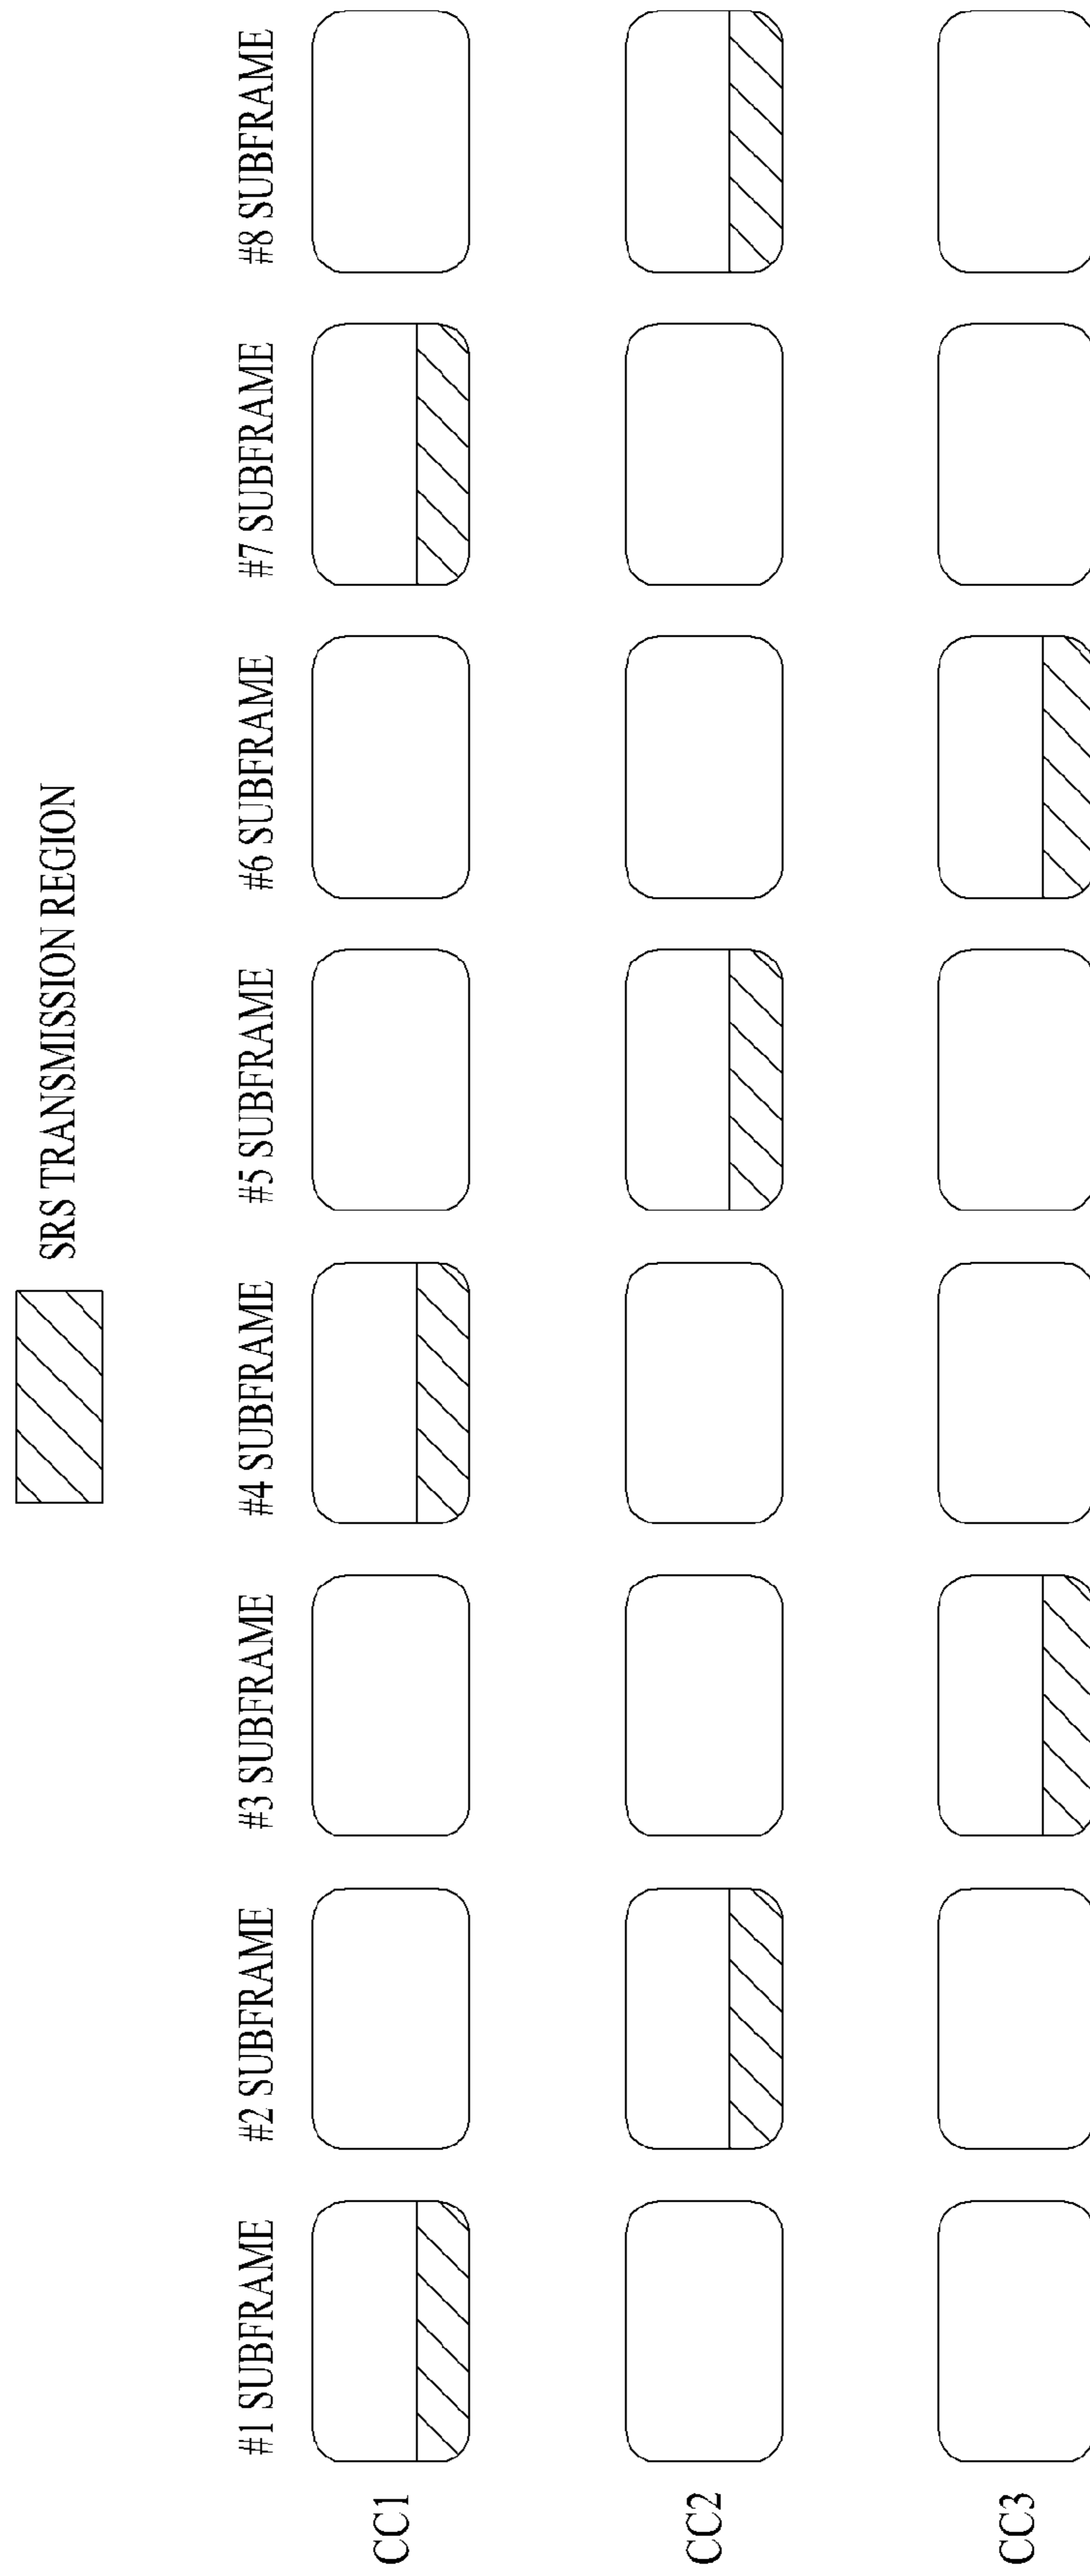 SRS TRANSMISSION REGION
#1 SUBFRAME
#2 SUBFRAME
#3 SUBFRAME
#4 SUBFRAME
#5 SUBFRAME
#6 SUBFRAME
#7 SUBFRAME
#8 SUBFRAME
CC1
CC2
CC3